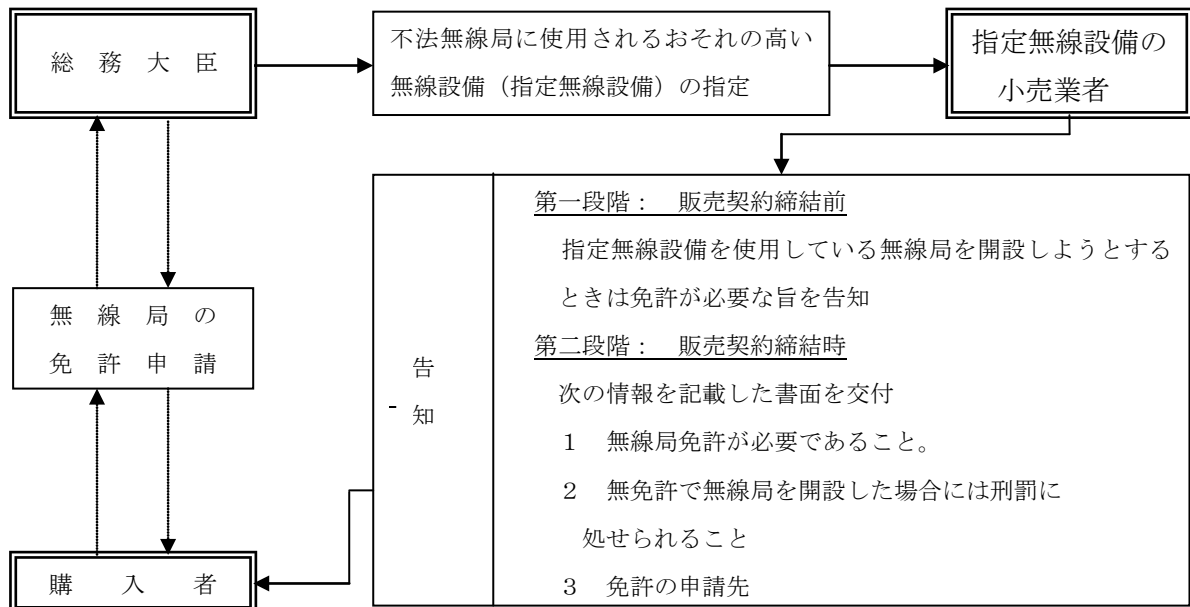 総務大臣
不法無線局に使用されるおそれの高い
無線設備（指定無線設備）の指定
指定無線設備の
小売業者
無線局の
免許申請
購入者
告
-知
第一段階：　販売契約締結前
指定無線設備を使用している無線局を開設しようとする
ときは免許が必要な旨を告知
第二段階：　販売契約締結時
次の情報を記載した書面を交付
１　無線局免許が必要であること。
２　無免許で無線局を開設した場合には刑罰に
処せられること
３　免許の申請先